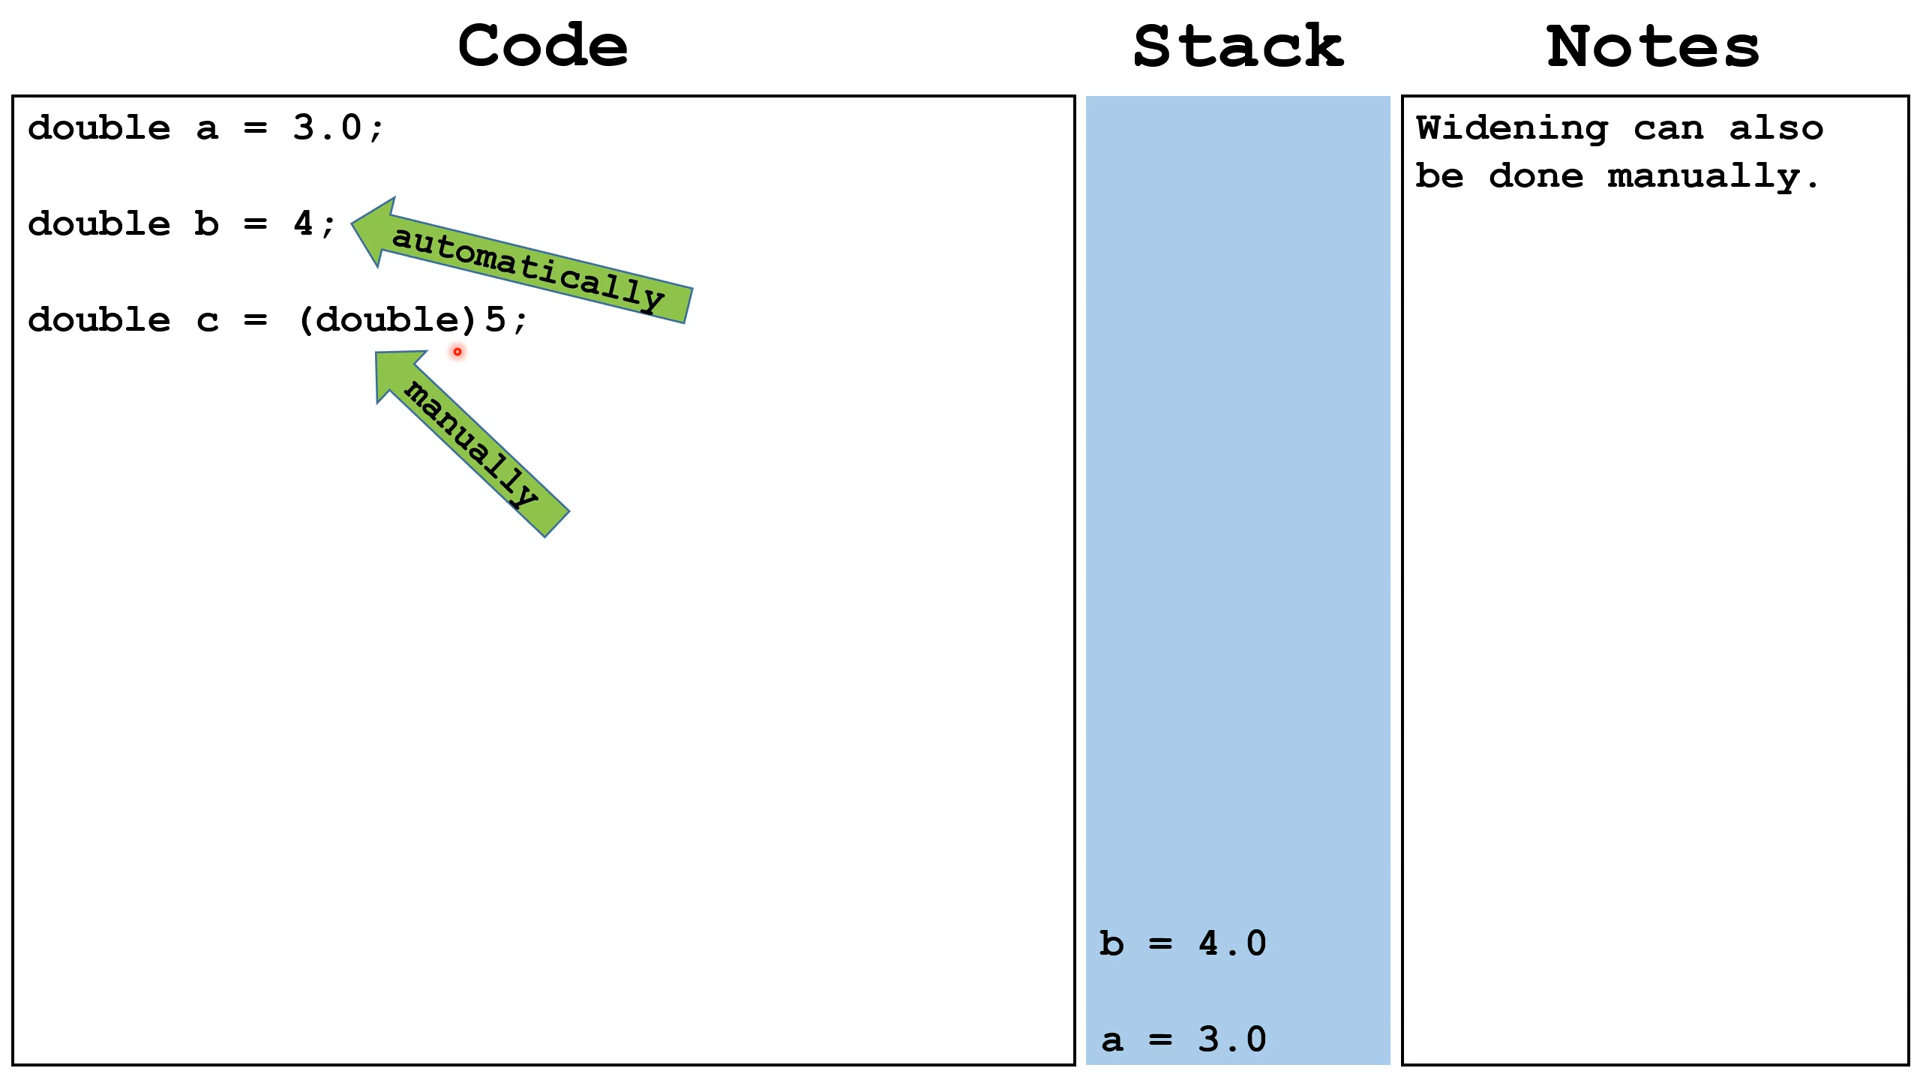 Code
double a = 3.0;
double b = 4;
automatically
double c = (double)5;
manually
Stack
b = 4.0
a = 3.0
Notes
Widening can also
be done manually.